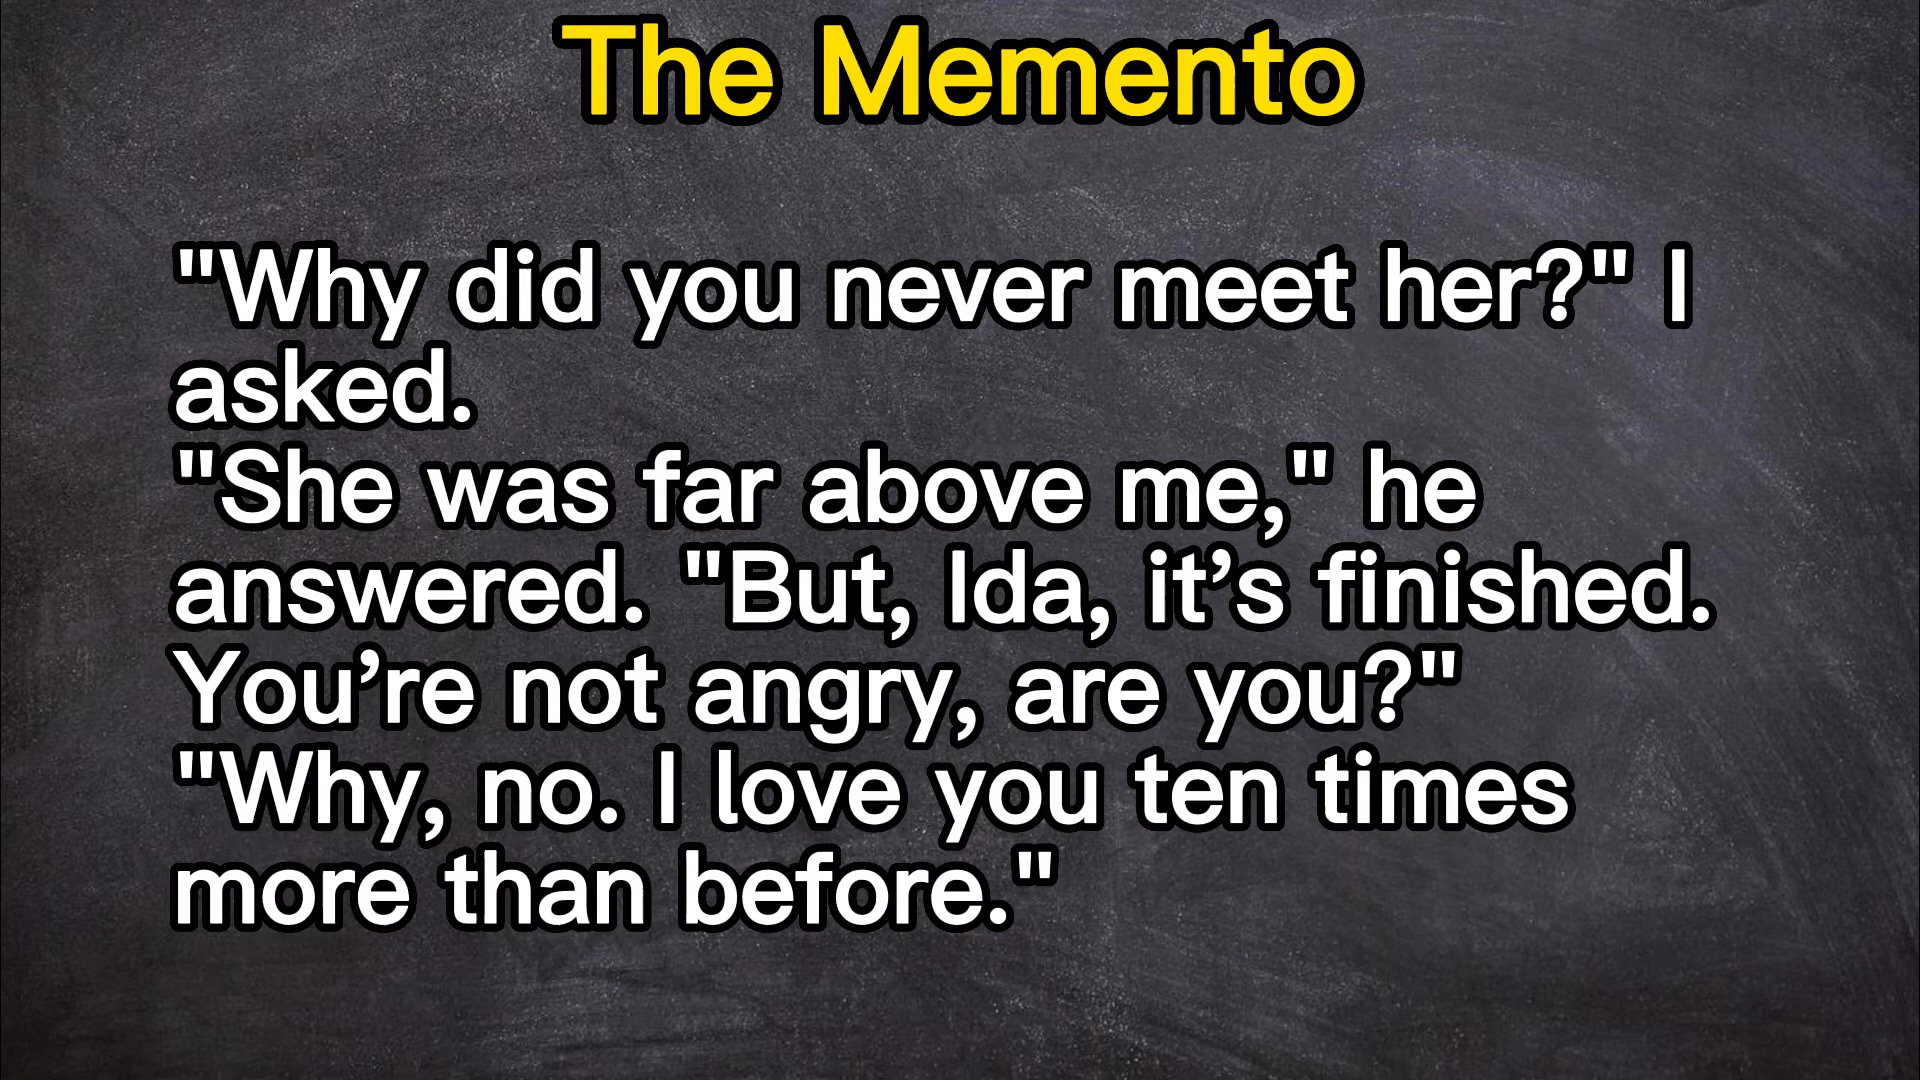 The Memento
"Why did you never meet her?" I
asked.
"She was far above me," he
answered. "But, Ida, it’s finished.
You’re not angry, are you?"
"Why, no. I love you ten times
more than before."